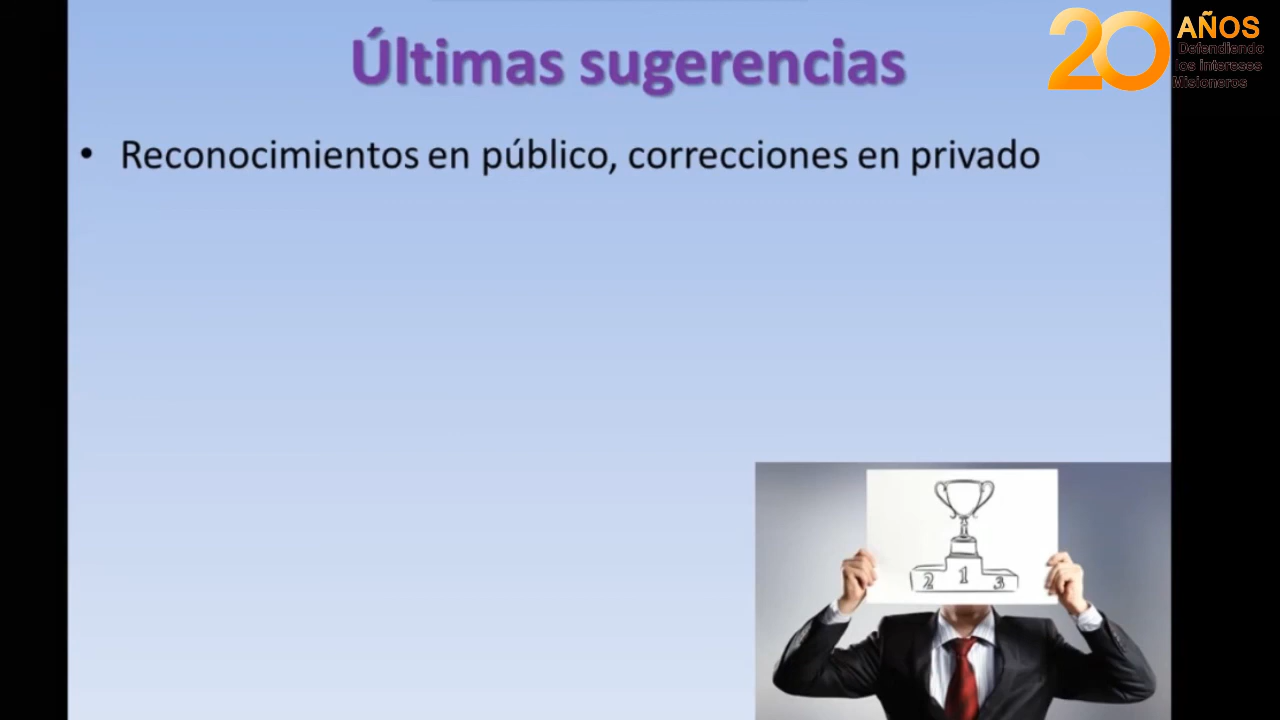 Últimas sugerencias
• Reconocimientos en público, correcciones en privado
20 AÑOS
Defendiendo
los intereses
Misioneros
2 1 3